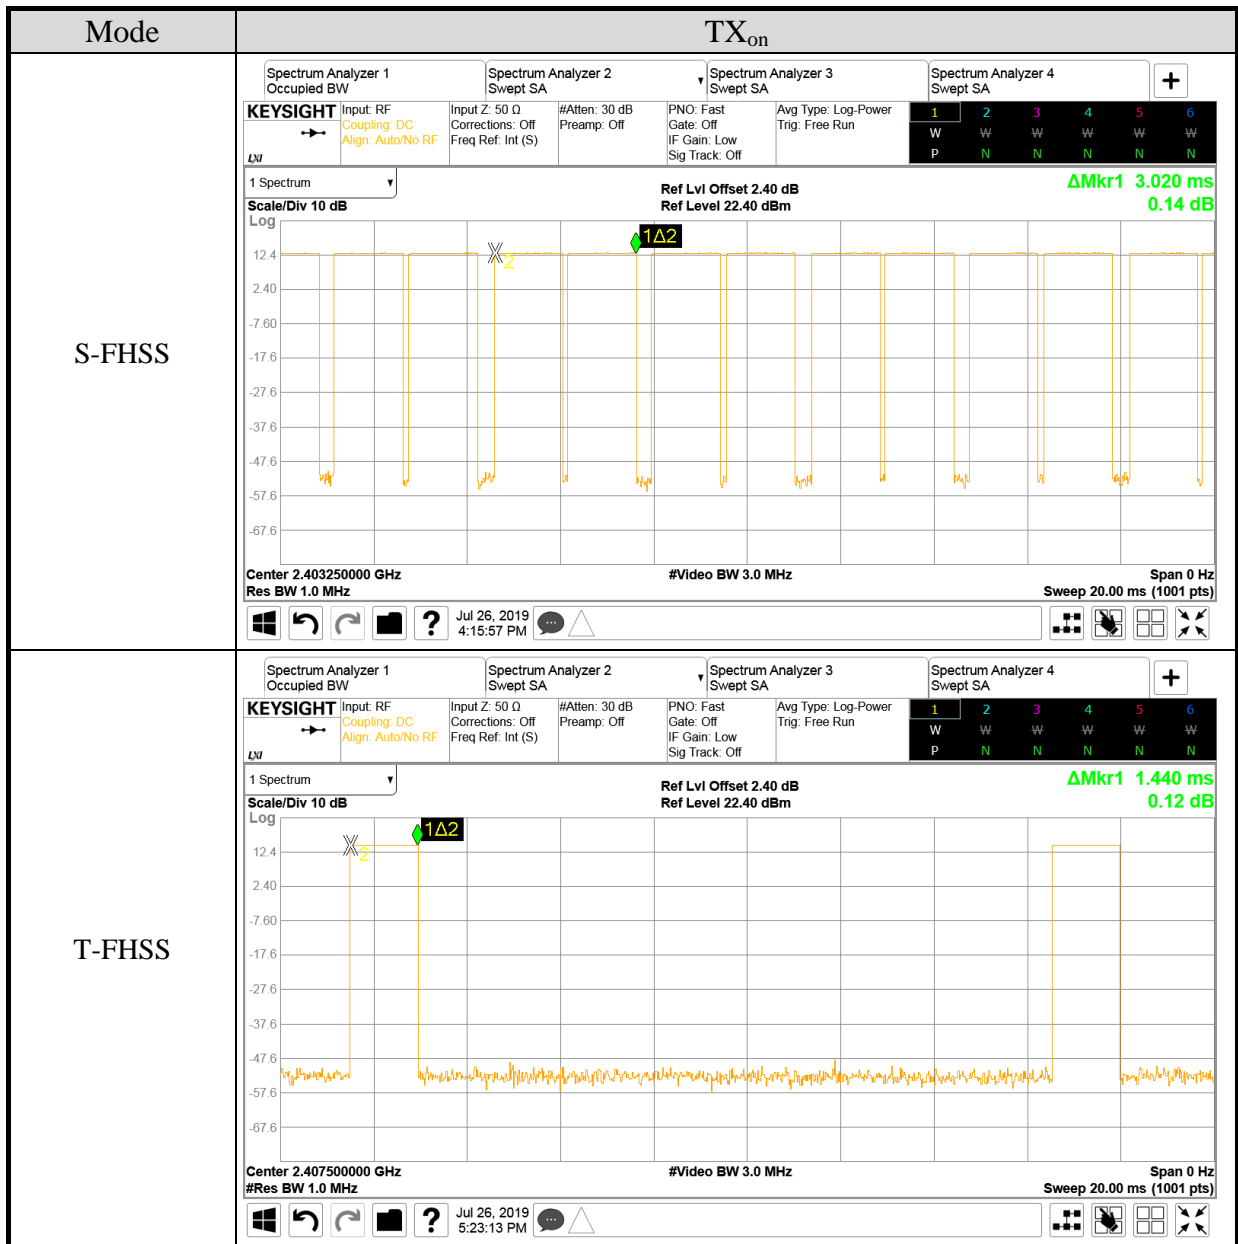 Mode TXon
S-FHSS
Spectrum Analyzer 1 Spectrum Analyzer 2 Spectrum Analyzer 3 Spectrum Analyzer 4
Occupied BW Swept SA Swept SA Swept SA
KEYSIGHT Input: RF Input Z: 50 Ω #Atten: 30 dB PNO: Fast Avg Type: Log-Power 1 2 3 4 5 6
Coupling: DC Corrections: Off Preamp: Off Gate: Off Trig: Free Run W W W W W W
Align: Auto/No RF Freq Ref: Int (S) IF Gain: Low P N N N N N
LXI Sig Track: Off
1 Spectrum Ref Lvl Offset 2.40 dB ΔMkr1 3.020 ms
Scale/Div 10 dB Ref Level 22.40 dBm 0.14 dB
Log
1Δ2
2
12.4
2.40
-7.60
-17.6
-27.6
-37.6
-47.6
-57.6
-67.6
Center 2.403250000 GHz #Video BW 3.0 MHz Span 0 Hz
Res BW 1.0 MHz Sweep 20.00 ms (1001 pts)
? Jul 26, 2019
4:15:57 PM
T-FHSS
Spectrum Analyzer 1 Spectrum Analyzer 2 Spectrum Analyzer 3 Spectrum Analyzer 4
Occupied BW Swept SA Swept SA Swept SA
KEYSIGHT Input: RF Input Z: 50 Ω #Atten: 30 dB PNO: Fast Avg Type: Log-Power 1 2 3 4 5 6
Coupling: DC Corrections: Off Preamp: Off Gate: Off Trig: Free Run W W W W W W
Align: Auto/No RF Freq Ref: Int (S) IF Gain: Low P N N N N N
LXI Sig Track: Off
1 Spectrum Ref Lvl Offset 2.40 dB ΔMkr1 1.440 ms
Scale/Div 10 dB Ref Level 22.40 dBm 0.12 dB
Log
1Δ2
2
12.4
2.40
-7.60
-17.6
-27.6
-37.6
-47.6
-57.6
-67.6
Center 2.407500000 GHz #Video BW 3.0 MHz Span 0 Hz
#Res BW 1.0 MHz Sweep 20.00 ms (1001 pts)
? Jul 26, 2019
5:23:13 PM